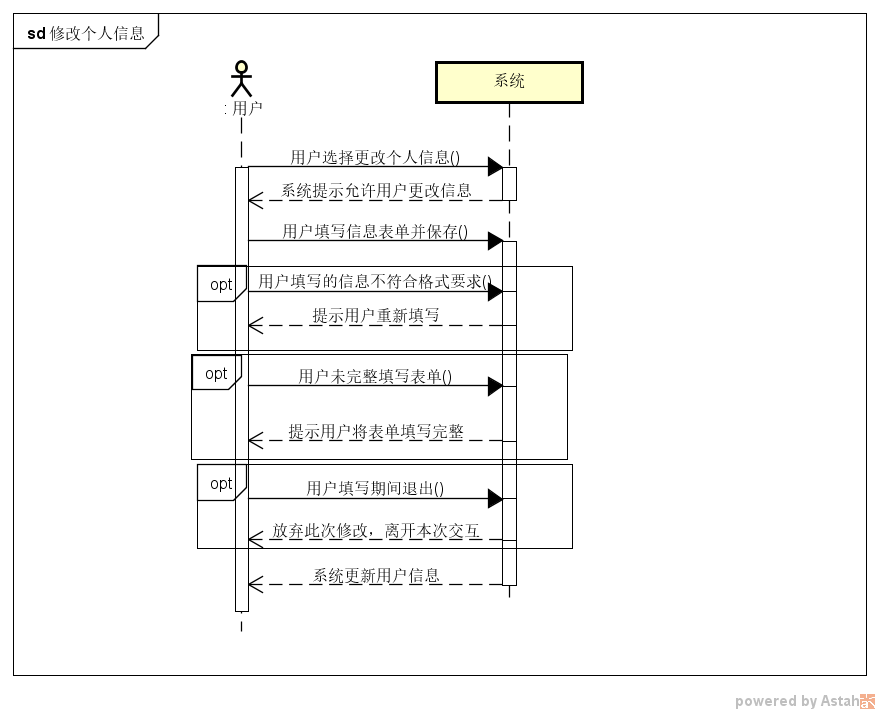 sd 修改个人信息
: 用户
系统
用户选择更改个人信息()
系统提示允许用户更改信息
用户填写信息表单并保存()
opt
用户填写的信息不符合格式要求()
提示用户重新填写
opt
用户未完整填写表单()
提示用户将表单填写完整
opt
用户填写期间退出()
放弃此次修改，离开本次交互
系统更新用户信息
powered by Astah